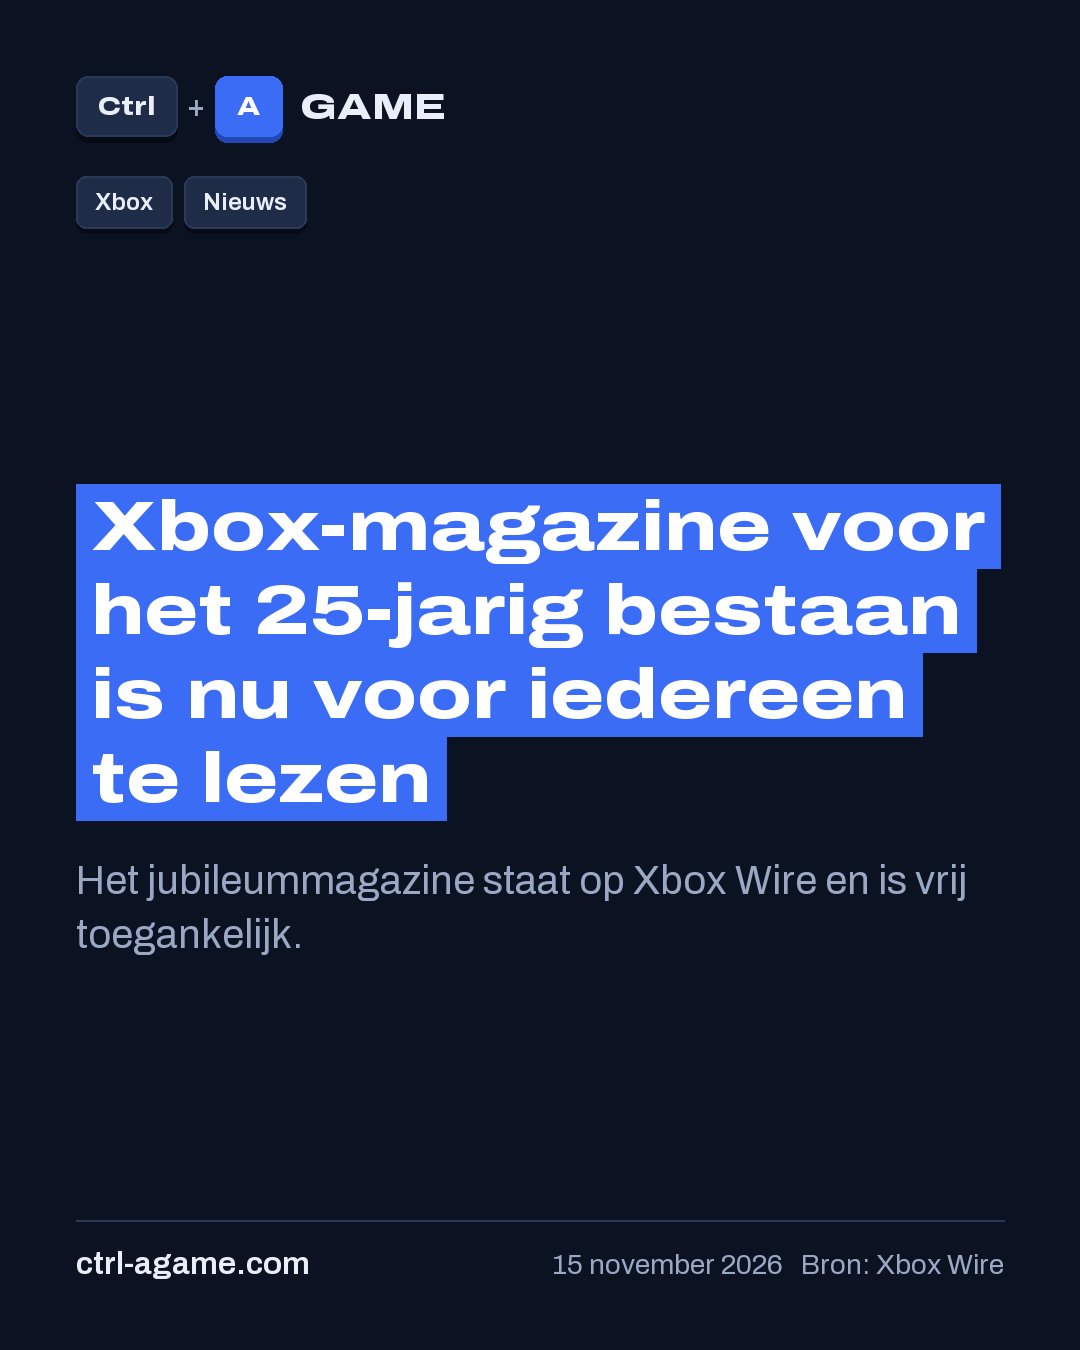 Ctrl + A GAME
Xbox Nieuws
Xbox-magazine voor
het 25-jarig bestaan
is nu voor iedereen
te lezen
Het jubileummagazine staat op Xbox Wire en is vrij
toegankelijk.
ctrl-agame.com 15 november 2026 Bron: Xbox Wire